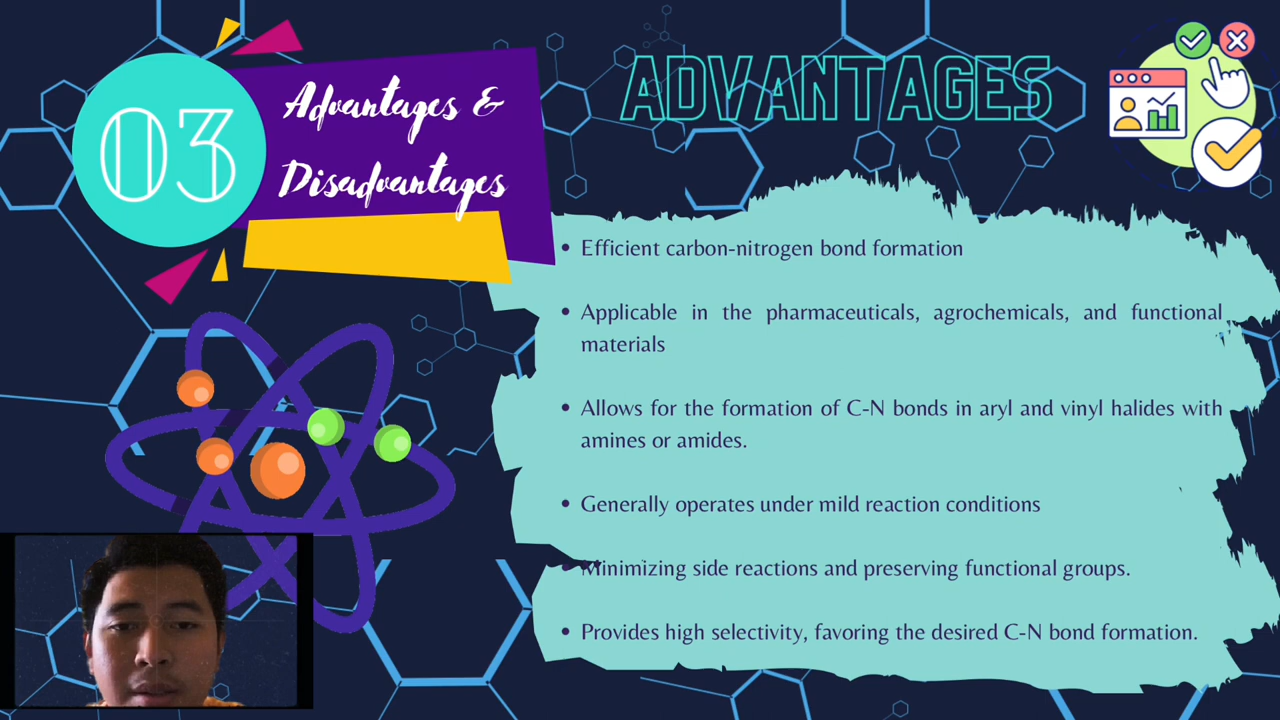 03
Advantages &
Disadvantages
ADVANTAGES
• Efficient carbon-nitrogen bond formation
• Applicable in the pharmaceuticals, agrochemicals, and functional
materials
• Allows for the formation of C-N bonds in aryl and vinyl halides with
amines or amides.
• Generally operates under mild reaction conditions
• Minimizing side reactions and preserving functional groups.
• Provides high selectivity, favoring the desired C-N bond formation.